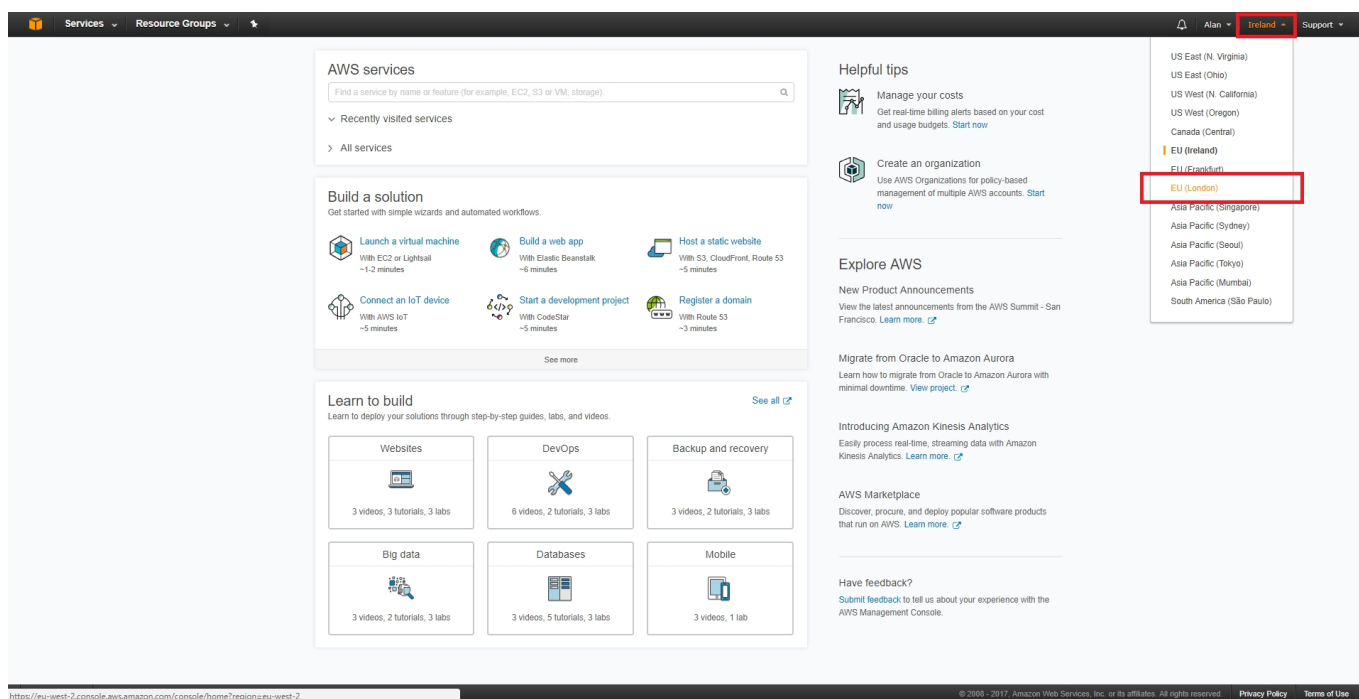 Services
Resource Groups
Alan
Ireland
Support
AWS services
Find a service by name or feature (for example, EC2, S3 or VM, storage).
Recently visited services
All services
Build a solution
Get started with simple wizards and automated workflows.
Launch a virtual machine
With EC2 or Lightsail
~1-2 minutes
Build a web app
With Elastic Beanstalk
~6 minutes
Host a static website
With S3, CloudFront, Route 53
~5 minutes
Connect an IoT device
With AWS IoT
~5 minutes
Start a development project
With CodeStar
~5 minutes
Register a domain
With Route 53
~3 minutes
See more
Learn to build
See all
Learn to deploy your solutions through step-by-step guides, labs, and videos.
Websites
3 videos, 3 tutorials, 3 labs
DevOps
6 videos, 2 tutorials, 3 labs
Backup and recovery
3 videos, 2 tutorials, 3 labs
Big data
3 videos, 2 tutorials, 3 labs
Databases
3 videos, 5 tutorials, 3 labs
Mobile
3 videos, 1 lab
Helpful tips
Manage your costs
Get real-time billing alerts based on your cost
and usage budgets. Start now
Create an organization
Use AWS Organizations for policy-based
management of multiple AWS accounts. Start
now
Explore AWS
New Product Announcements
View the latest announcements from the AWS Summit - San
Francisco. Learn more.
Migrate from Oracle to Amazon Aurora
Learn how to migrate from Oracle to Amazon Aurora with
minimal downtime. View project.
Introducing Amazon Kinesis Analytics
Easily process real-time, streaming data with Amazon
Kinesis Analytics. Learn more.
AWS Marketplace
Discover, procure, and deploy popular software products
that run on AWS. Learn more.
Have feedback?
Submit feedback to tell us about your experience with the
AWS Management Console.
US East (N. Virginia)
US East (Ohio)
US West (N. California)
US West (Oregon)
Canada (Central)
EU (Ireland)
EU (Frankfurt)
EU (London)
Asia Pacific (Singapore)
Asia Pacific (Sydney)
Asia Pacific (Seoul)
Asia Pacific (Tokyo)
Asia Pacific (Mumbai)
South America (São Paulo)
https://eu-west-2.console.aws.amazon.com/console/home?region=eu-west-2
© 2008 - 2017, Amazon Web Services, Inc. or its affiliates. All rights reserved.
Privacy Policy
Terms of Use